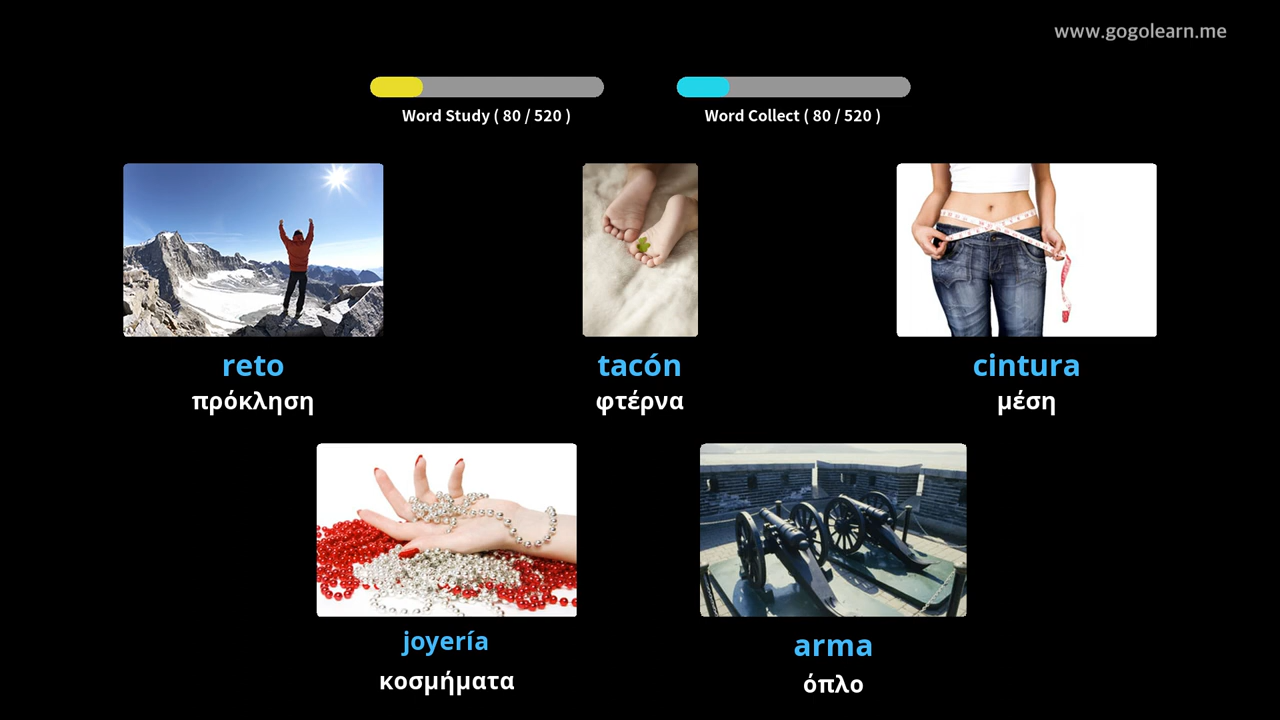 www.gogolearn.me
Word Study ( 80 / 520 )
Word Collect ( 80 / 520 )
reto
πρόκληση
tacón
φτέρνα
cintura
μέση
joyería
κοσμήματα
arma
όπλο